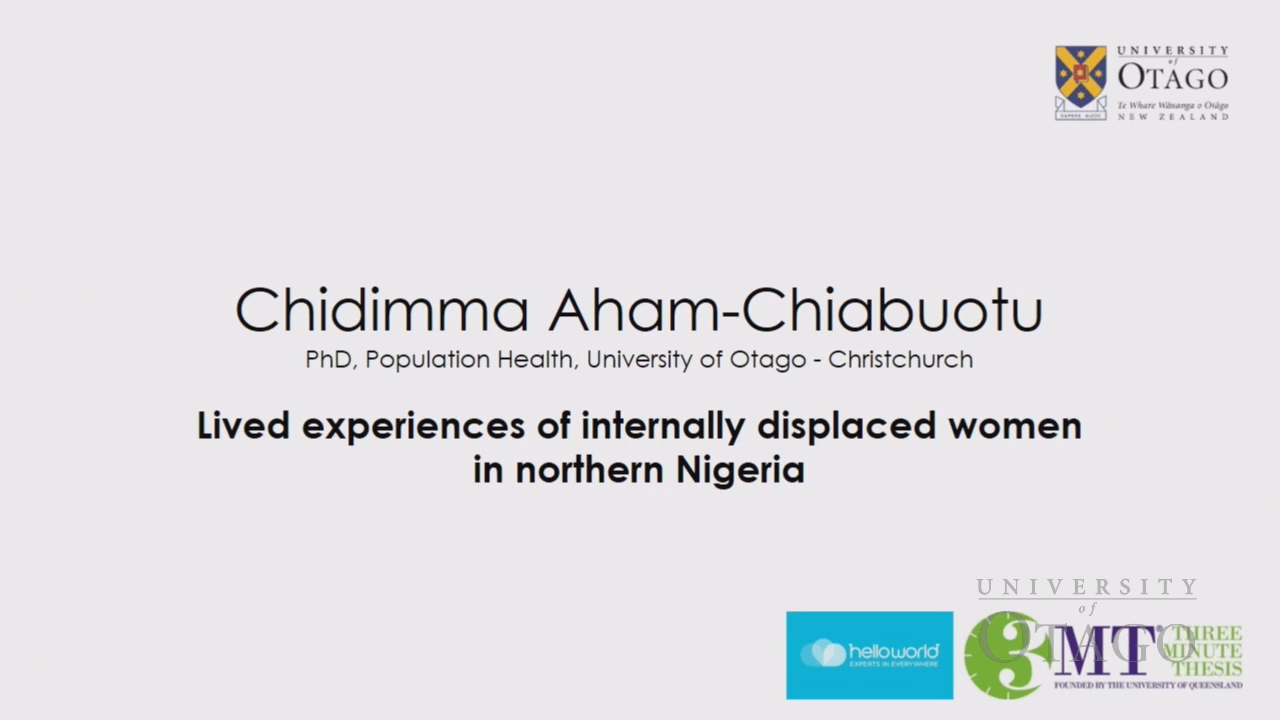 UNIVERSITY
of
OTAGO
Te Whare Wānanga o Otāgo
NEW ZEALAND
SAPERE AUDE
Chidimma Aham-Chiabuotu
PhD, Population Health, University of Otago - Christchurch
Lived experiences of internally displaced women
in northern Nigeria
UNIVERSITY
of
OTAGO
helloworld
EXPERTS IN EVERYWHERE
3MT® THREE
MINUTE
THESIS
FOUNDED BY THE UNIVERSITY OF QUEENSLAND